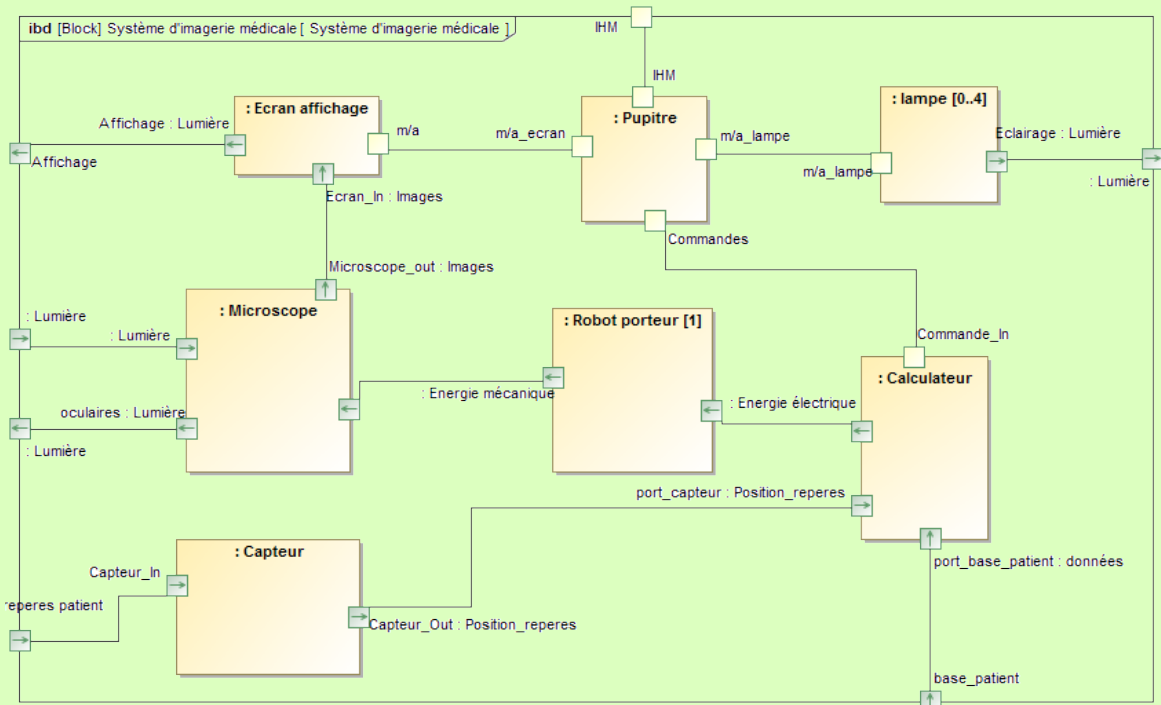 ibd [Block] Système d'imagerie médicale [ Système d'imagerie médicale ]
IHM
IHM
: Ecran affichage
: Pupitre
: lampe [0..4]
Affichage : Lumière
m/a
m/a_ecran
m/a_lampe
Eclairage : Lumière
Affichage
m/a_lampe
: Lumière
Ecran_In : Images
Commandes
Microscope_out : Images
: Microscope
: Robot porteur [1]
: Lumière
: Lumière
Commande_In
: Calculateur
: Energie mécanique
: Energie électrique
oculaires : Lumière
: Lumière
port_capteur : Position_reperes
: Capteur
Capteur_In
port_base_patient : données
reperes patient
Capteur_Out : Position_reperes
base_patient